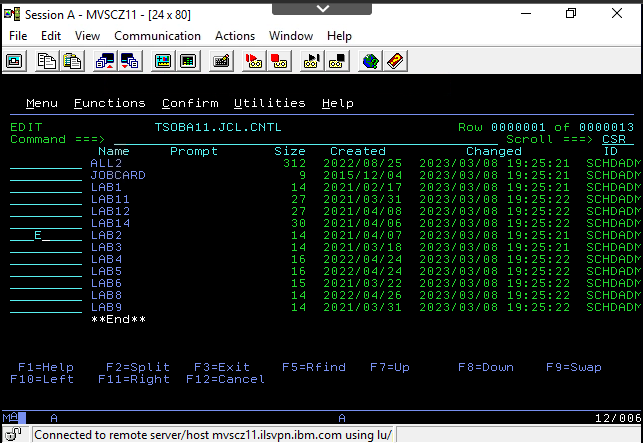 Session A - MVSCZ11 - [24 x 80]
File Edit View Communication Actions Window Help
Menu Functions Confirm Utilities Help
EDIT TSOBA11.JCL.CNTL Row 0000001 of 0000013
Command ===> Scroll ===> CSR
Name Prompt Size Created Changed ID
ALL2 312 2022/08/25 2023/03/08 19:25:21 SCHDADM
JOBCARD 9 2015/12/04 2023/03/08 19:25:21 SCHDADM
LAB1 14 2021/02/17 2023/03/08 19:25:21 SCHDADM
LAB11 27 2021/03/31 2023/03/08 19:25:22 SCHDADM
LAB12 27 2021/04/08 2023/03/08 19:25:22 SCHDADM
LAB14 30 2021/04/06 2023/03/08 19:25:22 SCHDADM
E LAB2 14 2021/04/07 2023/03/08 19:25:21 SCHDADM
LAB3 14 2021/03/18 2023/03/08 19:25:21 SCHDADM
LAB4 16 2022/04/24 2023/03/08 19:25:22 SCHDADM
LAB5 16 2022/04/24 2023/03/08 19:25:22 SCHDADM
LAB6 15 2021/03/22 2023/03/08 19:25:22 SCHDADM
LAB8 14 2022/04/26 2023/03/08 19:25:22 SCHDADM
LAB9 14 2021/03/31 2023/03/08 19:25:22 SCHDADM
**End**
F1=Help F2=Split F3=Exit F5=Rfind F7=Up F8=Down F9=Swap
F10=Left F11=Right F12=Cancel
MA A A 12/006
Connected to remote server/host mvscz11.ilsvpn.ibm.com using lu/